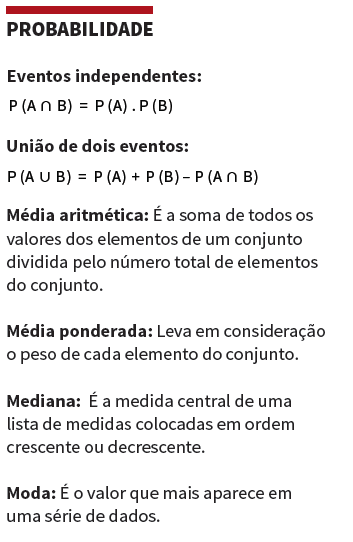 PROBABILIDADE
Eventos independentes:
P (A ∩ B) = P (A) . P (B)
União de dois eventos:
P (A ∪ B) = P (A) + P (B) – P (A ∩ B)
Média aritmética: É a soma de todos os
valores dos elementos de um conjunto
dividida pelo número total de elementos
do conjunto.
Média ponderada: Leva em consideração
o peso de cada elemento do conjunto.
Mediana: É a medida central de uma
lista de medidas colocadas em ordem
crescente ou decrescente.
Moda: É o valor que mais aparece em
uma série de dados.